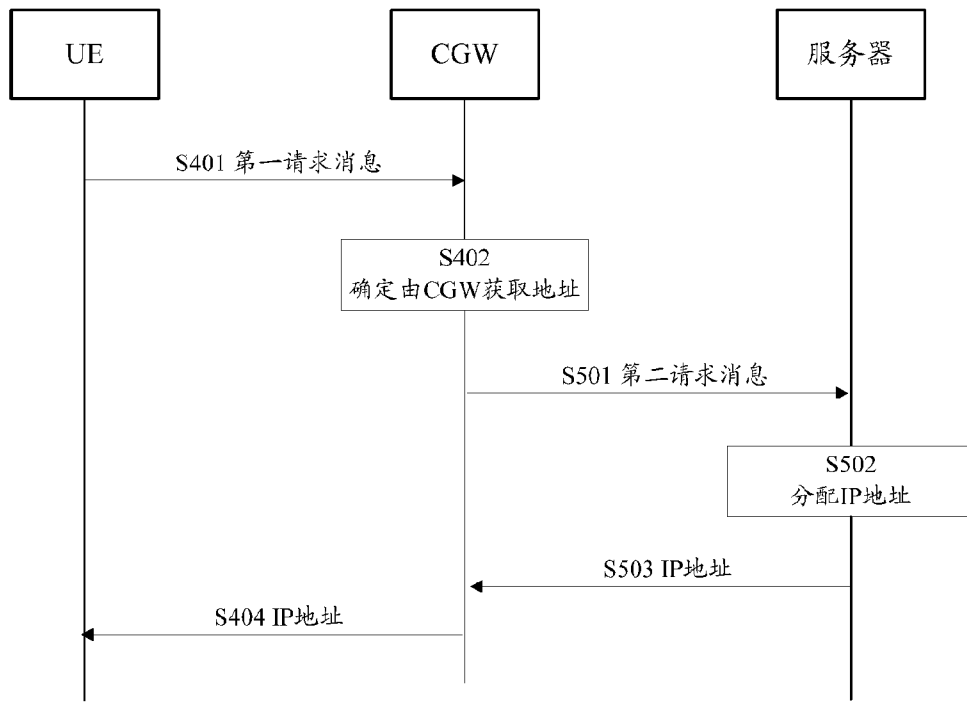 UE
CGW
服务器
S401 第一请求消息
S402
确定由CGW获取地址
S501 第二请求消息
S502
分配IP地址
S503 IP地址
S404 IP地址